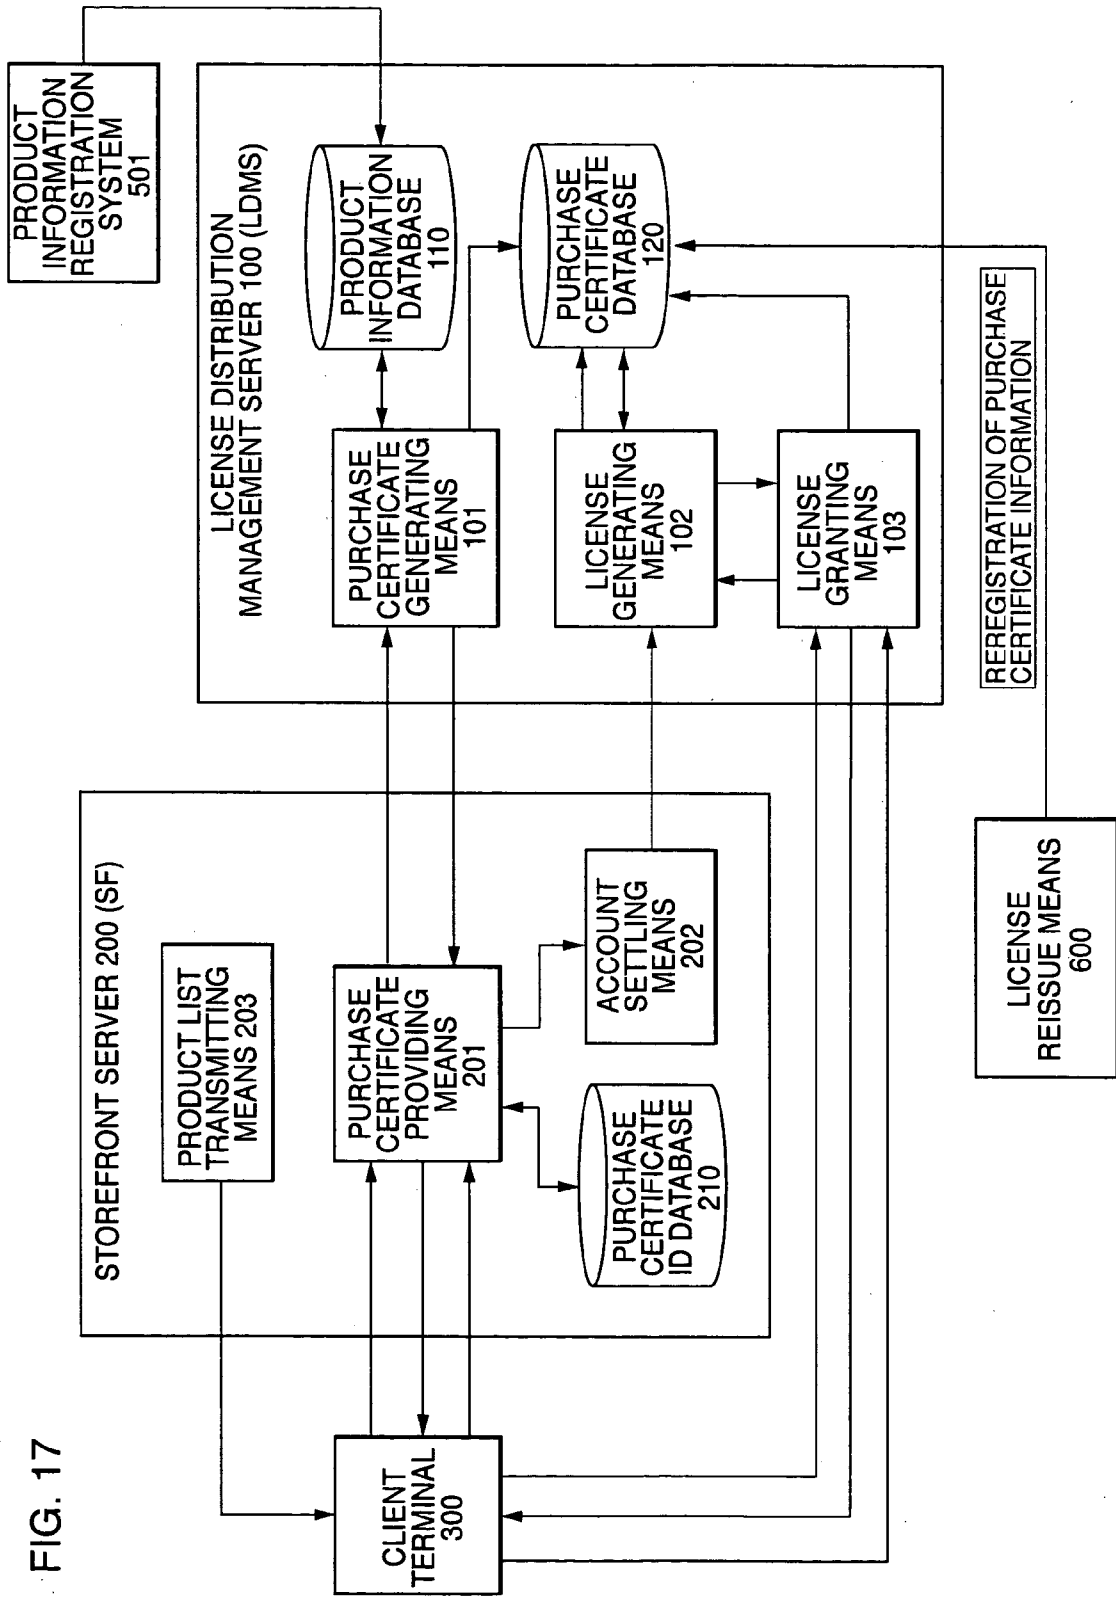 FIG. 17
PRODUCT
INFORMATION
REGISTRATION
SYSTEM
501
STOREFRONT SERVER 200 (SF)
PRODUCT LIST
TRANSMITTING
MEANS 203
LICENSE DISTRIBUTION
MANAGEMENT SERVER 100 (LDMS)
CLIENT
TERMINAL
300
PURCHASE
CERTIFICATE
PROVIDING
MEANS
201
PURCHASE
CERTIFICATE
GENERATING
MEANS
101
PRODUCT
INFORMATION
DATABASE
110
PURCHASE
CERTIFICATE
ID DATABASE
210
ACCOUNT
SETTLING
MEANS
202
LICENSE
GENERATING
MEANS
102
PURCHASE
CERTIFICATE
DATABASE
120
LICENSE
GRANTING
MEANS
103
LICENSE
REISSUE MEANS
600
REREGISTRATION OF PURCHASE
CERTIFICATE INFORMATION